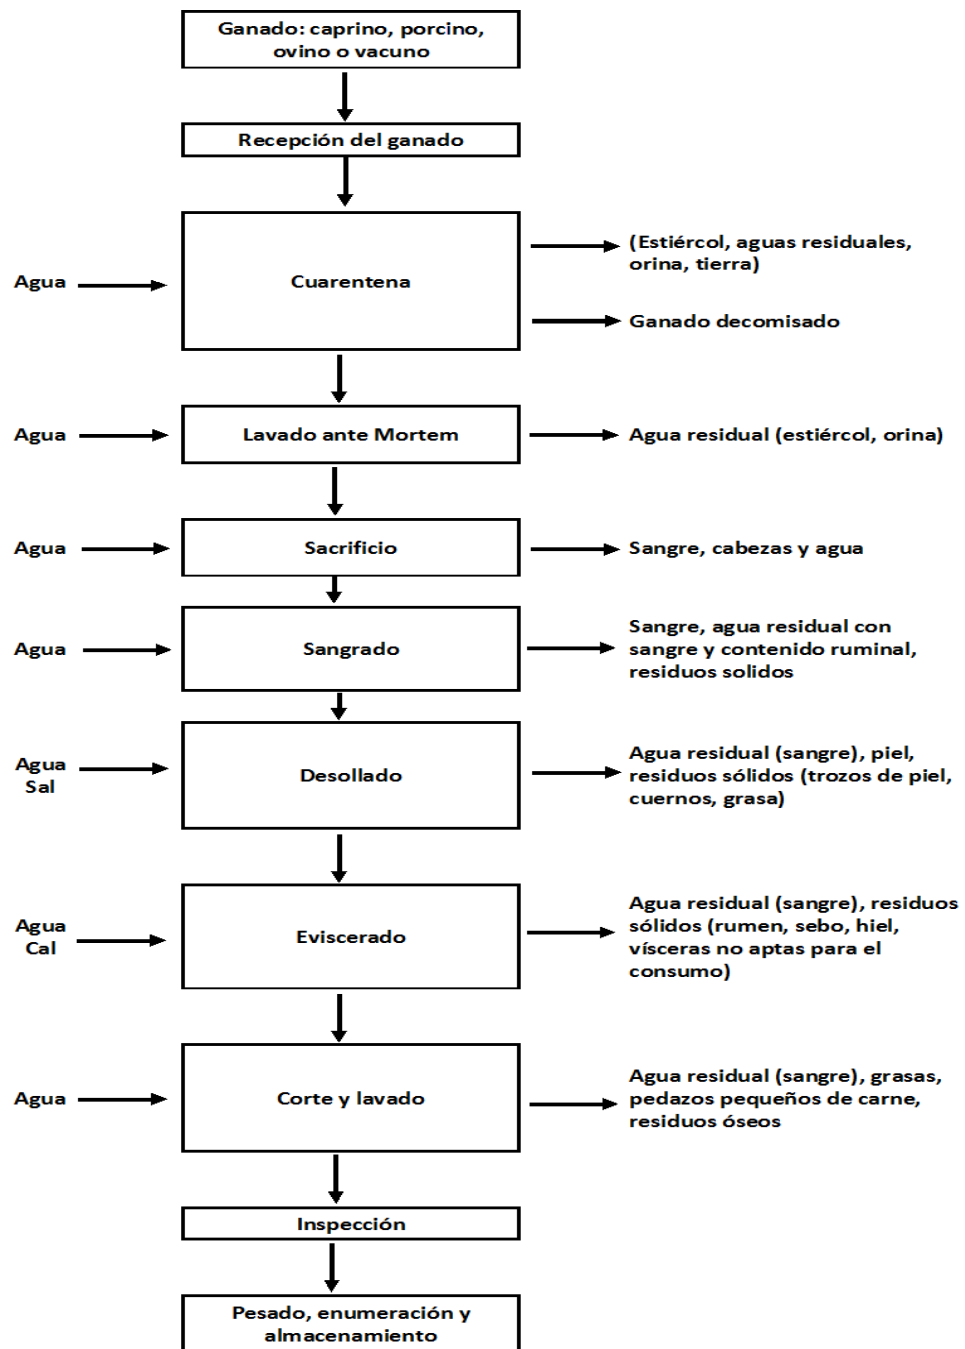 Ganado: caprino, porcino,
ovino o vacuno
Recepción del ganado
Agua
Cuarentena
(Estiércol, aguas residuales,
orina, tierra)
Ganado decomisado
Agua
Lavado ante Mortem
Agua residual (estiércol, orina)
Agua
Sacrificio
Sangre, cabezas y agua
Agua
Sangrado
Sangre, agua residual con
sangre y contenido ruminal,
residuos solidos
Agua
Sal
Desollado
Agua residual (sangre), piel,
residuos sólidos (trozos de piel,
cuernos, grasa)
Agua
Cal
Eviscerado
Agua residual (sangre), residuos
sólidos (rumen, sebo, hiel,
vísceras no aptas para el
consumo)
Agua
Corte y lavado
Agua residual (sangre), grasas,
pedazos pequeños de carne,
residuos óseos
Inspección
Pesado, enumeración y
almacenamiento